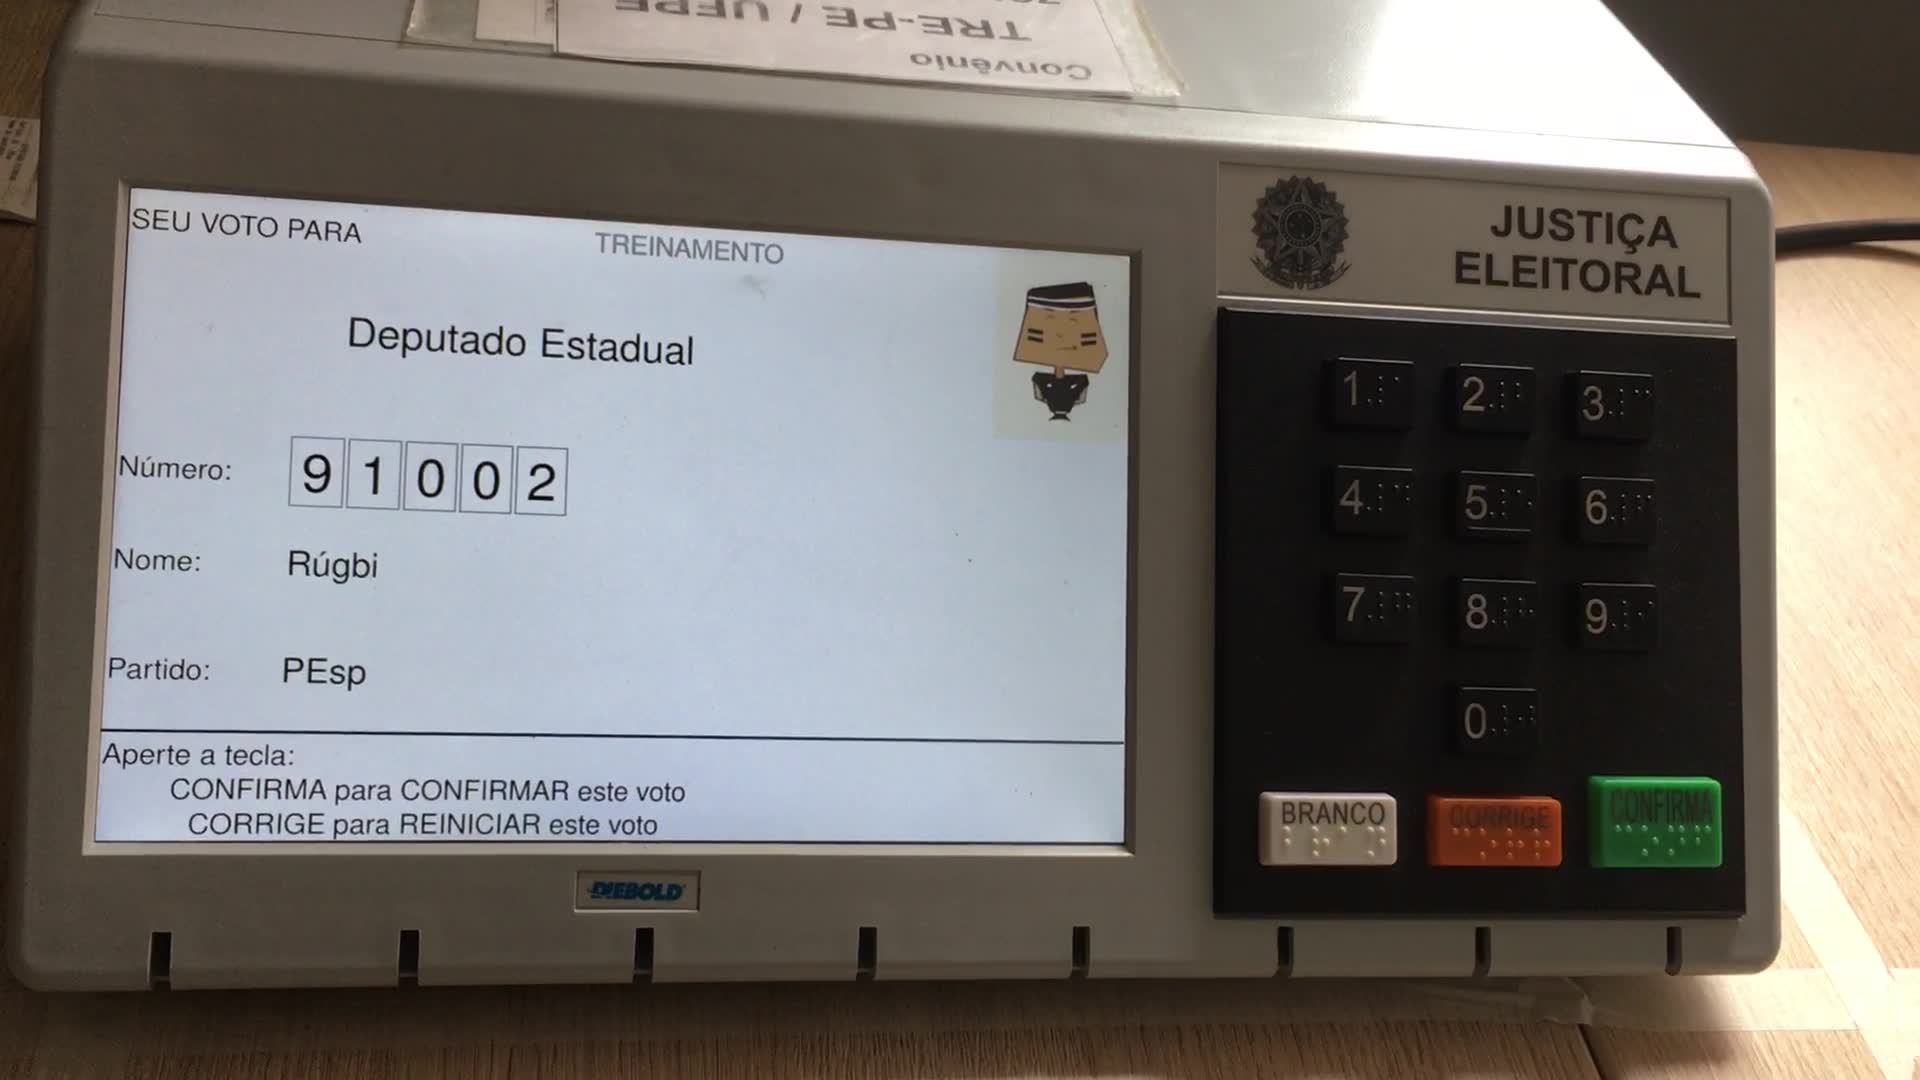 TRE-PE / UFPE
Convênio
SEU VOTO PARA
TREINAMENTO
Deputado Estadual
Número: 9 1 0 0 2
Nome: Rúgbi
Partido: PEsp
Aperte a tecla:
CONFIRMA para CONFIRMAR este voto
CORRIGE para REINICIAR este voto
DIEBOLD
JUSTIÇA
ELEITORAL
1 2 3
4 5 6
7 8 9
0
BRANCO CORRIGE CONFIRMA